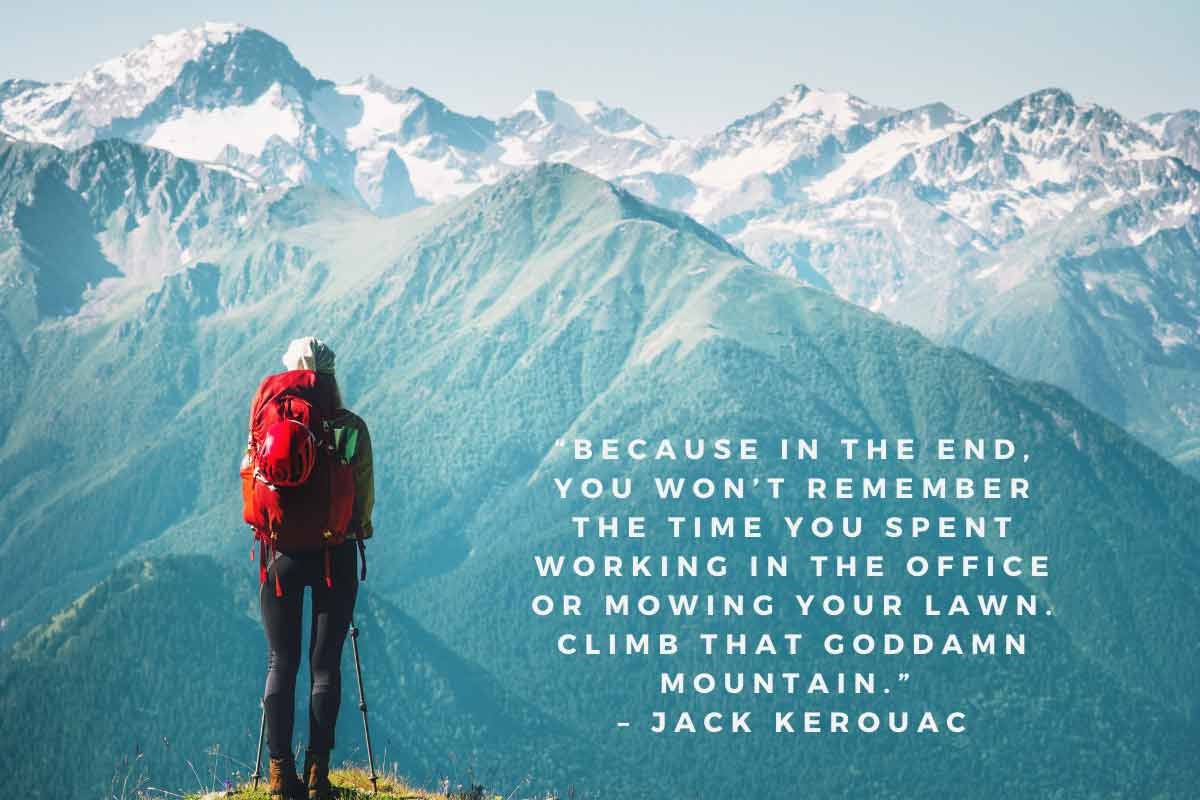 “BECAUSE IN THE END,
YOU WON’T REMEMBER
THE TIME YOU SPENT
WORKING IN THE OFFICE
OR MOWING YOUR LAWN.
CLIMB THAT GODDAMN
MOUNTAIN.”
– JACK KEROUAC